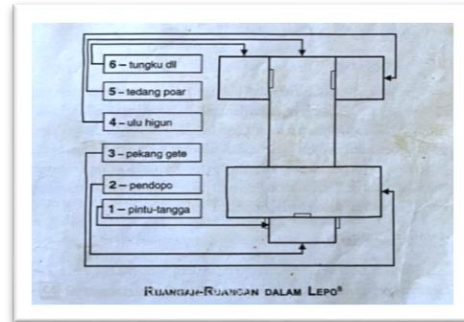 6 – tungku dll
5 – tedang poar
4 – ulu higun
3 – pekang gete
2 – pendopo
1 – pintu-tangga
RUANGAN-RUANGAN DALAM LEPO⁸